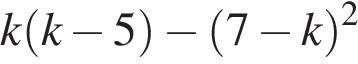 k(k − 5) − (7 − k)²